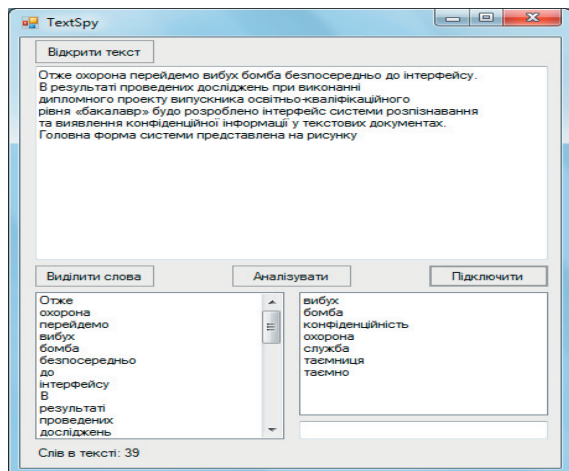 TextSpy
Відкрити текст
Отже охорона перейдемо вибух бомба безпосередньо до інтерфейсу.
В результаті проведених досліджень при виконанні
дипломного проекту випускника освітньо-кваліфікаційного
рівня «бакалавр» будо розроблено інтерфейс системи розпізнавання
та виявлення конфіденційної інформації у текстових документах.
Головна форма системи представлена на рисунку
Виділити слова
Аналізувати
Підключити
Отже
охорона
перейдемо
вибух
бомба
безпосередньо
до
інтерфейсу
В
результаті
проведених
досліджень
вибух
бомба
конфіденційність
охорона
служба
таємниця
таємно
Слів в тексті: 39